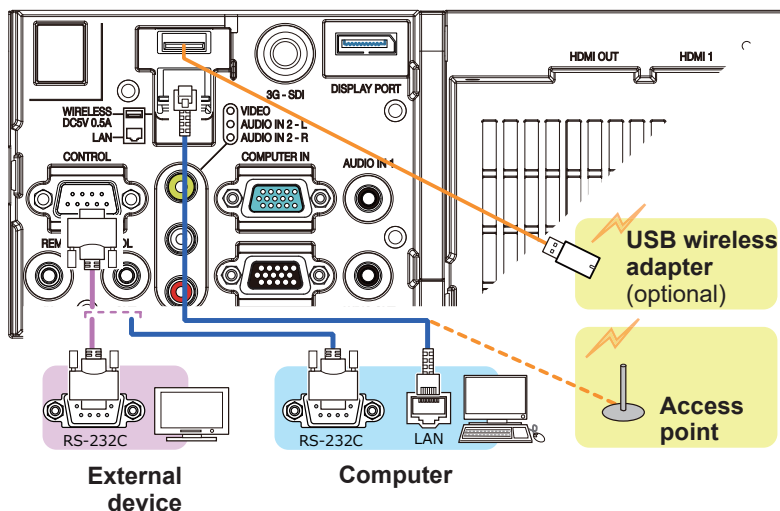 HDMI OUT
HDMI 1
3G - SDI
DISPLAY PORT
WIRELESS
DC5V 0.5A
LAN
VIDEO
AUDIO IN 2 - L
AUDIO IN 2 - R
CONTROL
COMPUTER IN
AUDIO IN 1
USB wireless
adapter
(optional)
RS-232C
RS-232C
LAN
Access
point
External
device
Computer